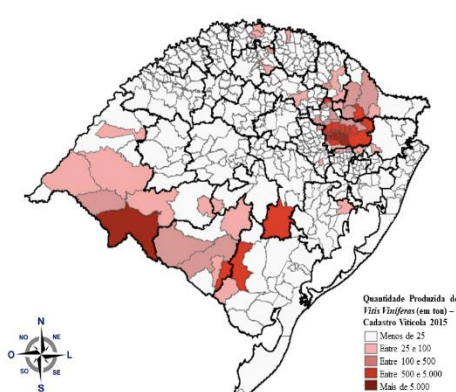 Quantidade Produzida de
Vitis Viníferas (em ton) –
Cadastro Vitícola 2015
Menos de 25
Entre 25 e 100
Entre 100 e 500
Entre 500 e 5.000
Mais de 5.000
N
NO
NE
O
L
SO
SE
S